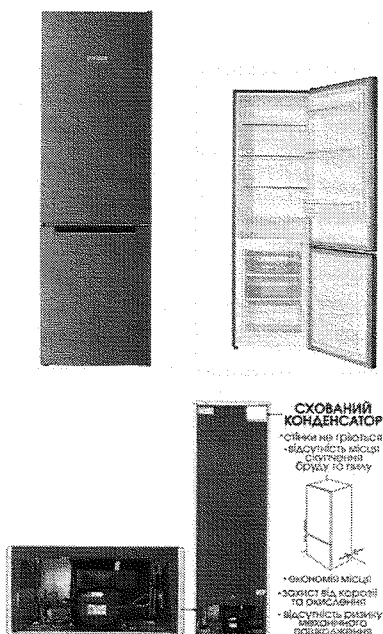 СХОВАНИЙ
КОНДЕНСАТОР
•стінки не гріються
•відсутність місця
скупчення
бруду та пилу
•економія місця
•захист від корозії
та окислення
•відсутність ризику
механічного
пошкодження